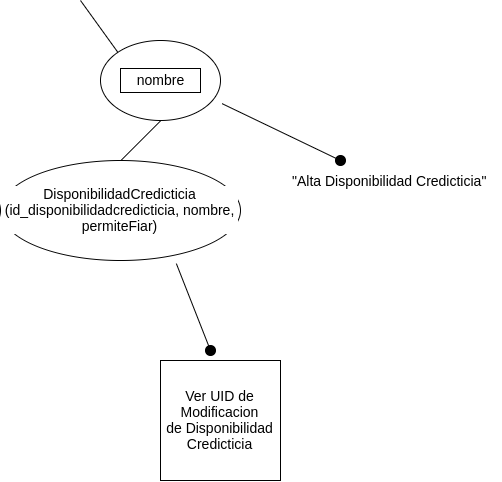 nombre
"Alta Disponibilidad Credicticia"
DisponibilidadCredicticia
(id_disponibilidadcredicticia, nombre,
permiteFiar)
Ver UID de
Modificacion
de Disponibilidad
Credicticia